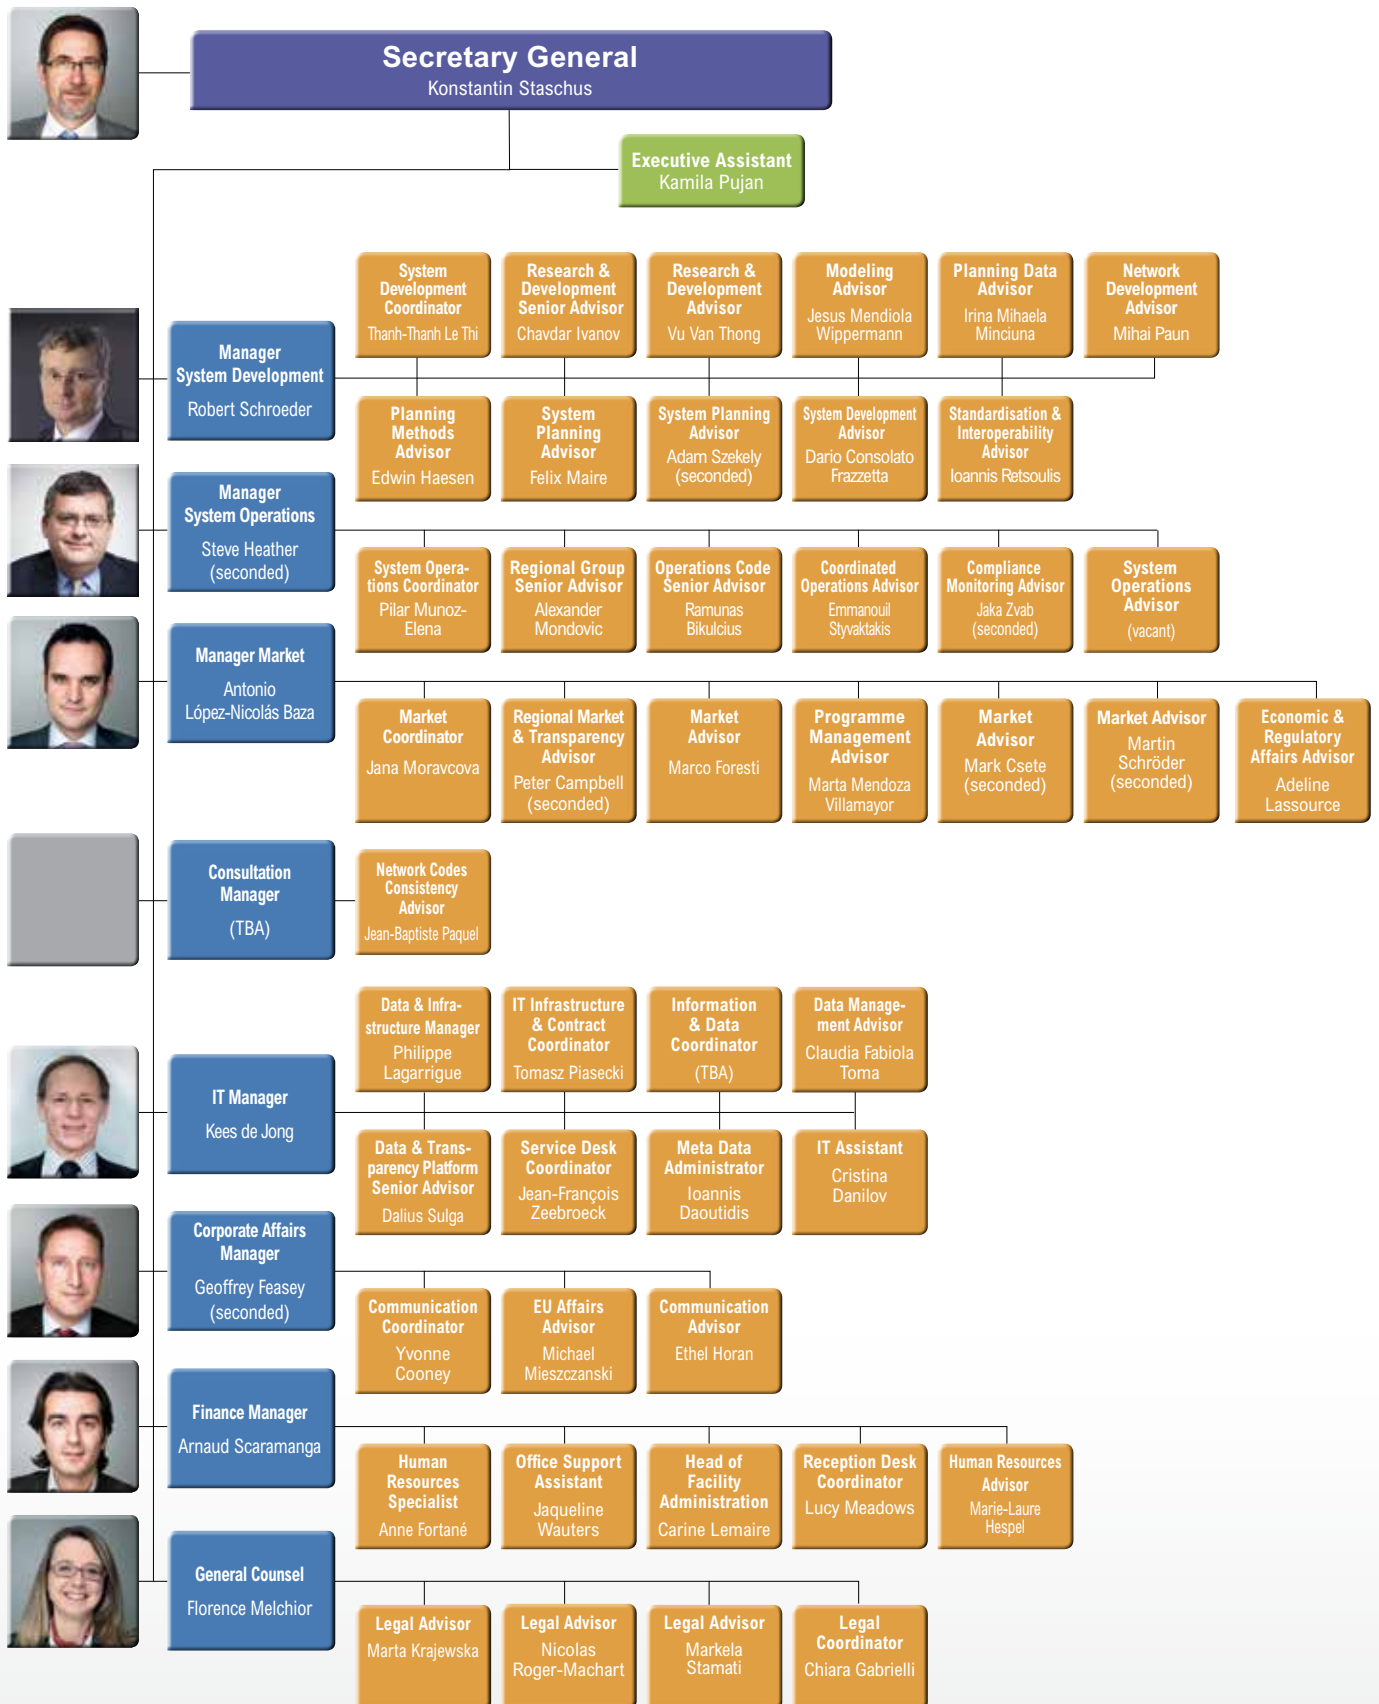 Secretary General
Konstantin Staschus
Executive Assistant
Kamila Pujan
Manager
System Development
Robert Schroeder
System
Development
Coordinator
Thanh-Thanh Le Thi
Research &
Development
Senior Advisor
Chavdar Ivanov
Research &
Development
Advisor
Vu Van Thong
Modeling
Advisor
Jesus Mendiola
Wippermann
Planning Data
Advisor
Irina Mihaela
Minciuna
Network
Development
Advisor
Mihai Paun
Planning
Methods
Advisor
Edwin Haesen
System
Planning
Advisor
Felix Maire
System Planning
Advisor
Adam Szekely
(seconded)
System Development
Advisor
Dario Consolato
Frazzetta
Standardisation &
Interoperability
Advisor
Ioannis Retsoulis
Manager
System Operations
Steve Heather
(seconded)
System Opera-
tions Coordinator
Pilar Munoz-
Elena
Regional Group
Senior Advisor
Alexander
Mondovic
Operations Code
Senior Advisor
Ramunas
Bikulcius
Coordinated
Operations Advisor
Emmanouil
Styvaktakis
Compliance
Monitoring Advisor
Jaka Zvab
(seconded)
System
Operations
Advisor
(vacant)
Manager Market
Antonio
López-Nicolás Baza
Market
Coordinator
Jana Moravcova
Regional Market
& Transparency
Advisor
Peter Campbell
(seconded)
Market
Advisor
Marco Foresti
Programme
Management
Advisor
Marta Mendoza
Villamayor
Market
Advisor
Mark Csete
(seconded)
Market Advisor
Martin
Schröder
(seconded)
Economic &
Regulatory
Affairs Advisor
Adeline
Lassource
Consultation
Manager
(TBA)
Network Codes
Consistency
Advisor
Jean-Baptiste Paquel
IT Manager
Kees de Jong
Data & Infra-
structure Manager
Philippe
Lagarrigue
IT Infrastructure
& Contract
Coordinator
Tomasz Piasecki
Information
& Data
Coordinator
(TBA)
Data Manage-
ment Advisor
Claudia Fabiola
Toma
Data & Trans-
parency Platform
Senior Advisor
Dalius Sulga
Service Desk
Coordinator
Jean-François
Zeebroeck
Meta Data
Administrator
Ioannis
Daoutidis
IT Assistant
Cristina
Danilov
Corporate Affairs
Manager
Geoffrey Feasey
(seconded)
Communication
Coordinator
Yvonne
Cooney
EU Affairs
Advisor
Michael
Mieszczanski
Communication
Advisor
Ethel Horan
Finance Manager
Arnaud Scaramanga
Human
Resources
Specialist
Anne Fortané
Office Support
Assistant
Jaqueline
Wauters
Head of
Facility
Administration
Carine Lemaire
Reception Desk
Coordinator
Lucy Meadows
Human Resources
Advisor
Marie-Laure
Hespel
General Counsel
Florence Melchior
Legal Advisor
Marta Krajewska
Legal Advisor
Nicolas
Roger-Machart
Legal Advisor
Markela
Stamati
Legal
Coordinator
Chiara Gabrielli